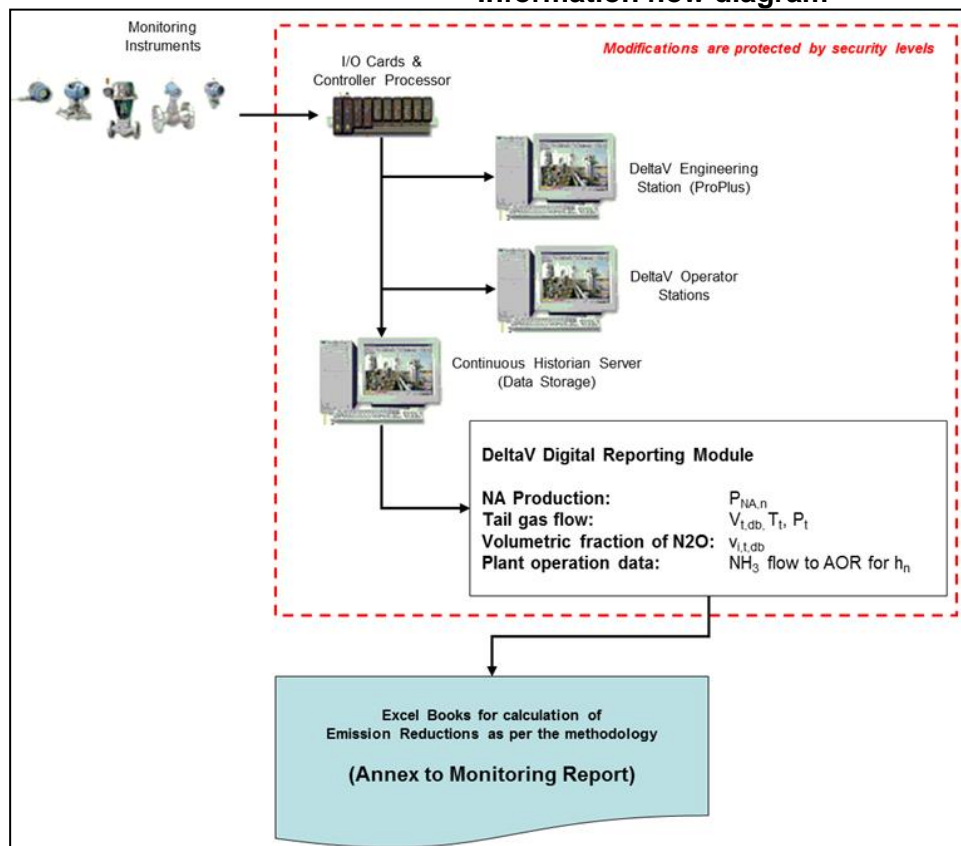 Information flow diagram
Monitoring
Instruments
Modifications are protected by security levels
I/O Cards &
Controller Processor
DeltaV Engineering
Station (ProPlus)
DeltaV Operator
Stations
Continuous Historian Server
(Data Storage)
DeltaV Digital Reporting Module
NA Production: P_NA,n
Tail gas flow: V_t,db, T_t, P_t
Volumetric fraction of N2O: v_i,t,db
Plant operation data: NH₃ flow to AOR for h_n
Excel Books for calculation of
Emission Reductions as per the methodology
(Annex to Monitoring Report)